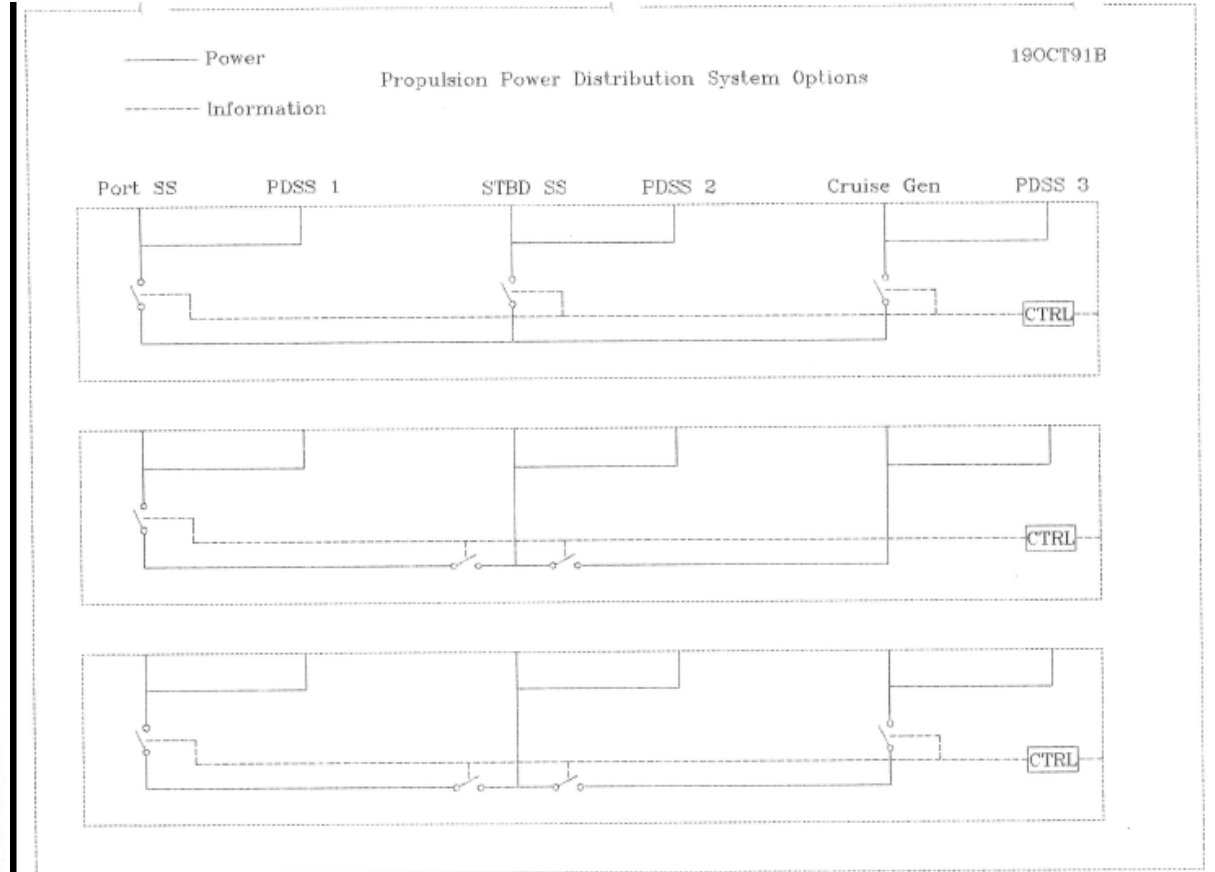 Power
19OCT91B
Propulsion Power Distribution System Options
Information
Port SS PDSS 1 STBD SS PDSS 2 Cruise Gen PDSS 3
CTRL
CTRL
CTRL